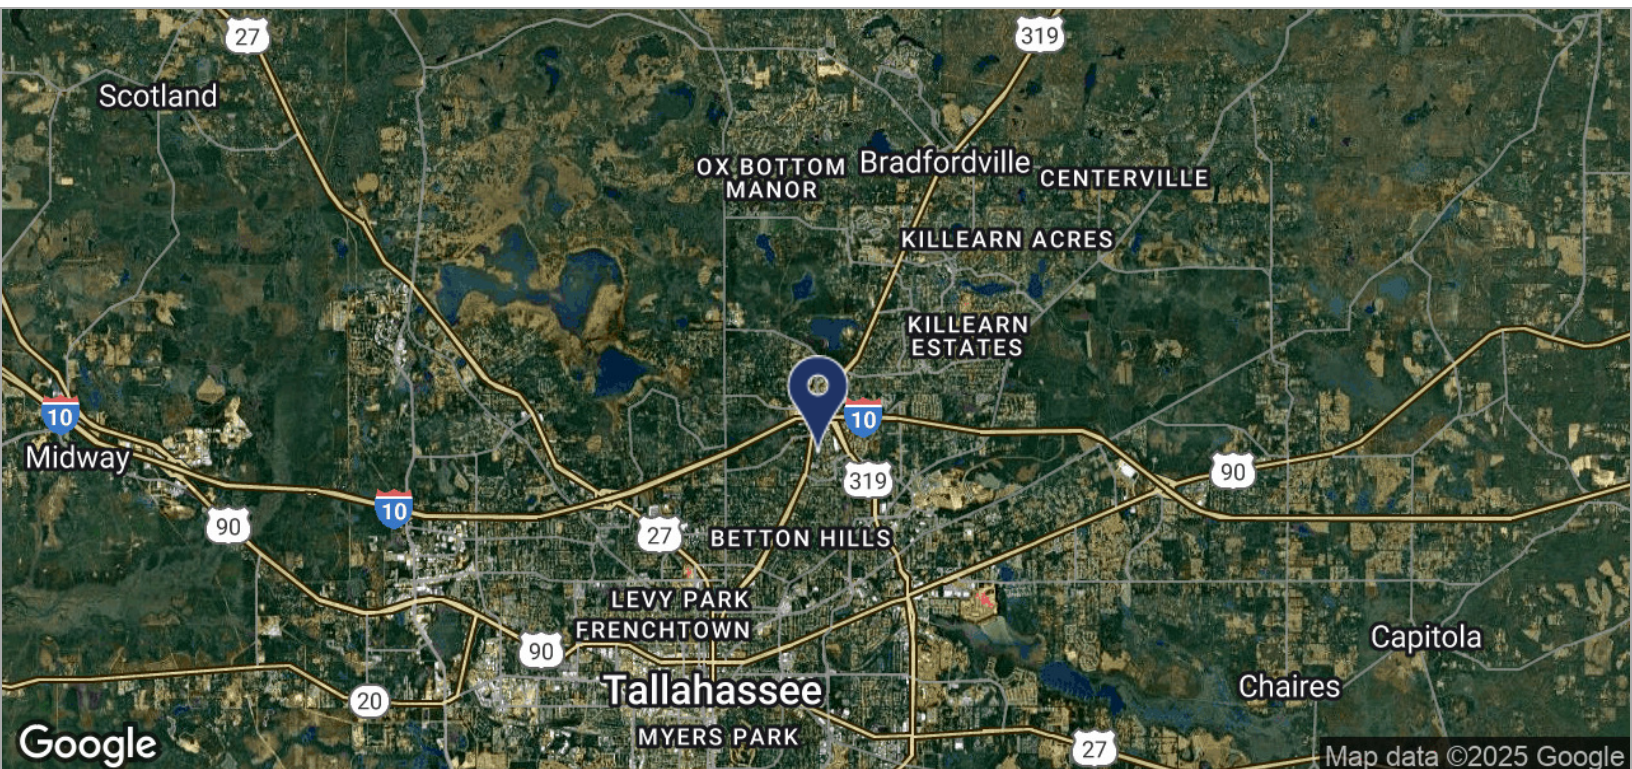 27
319
Scotland
OX BOTTOM
MANOR
Bradfordville
CENTERVILLE
KILLEARN ACRES
KILLEARN
ESTATES
10
10
Midway
319
90
10
90
27
BETTON HILLS
LEVY PARK
FRENCHTOWN
90
Capitola
Tallahassee
Chaires
20
MYERS PARK
27
Google
Map data ©2025 Google